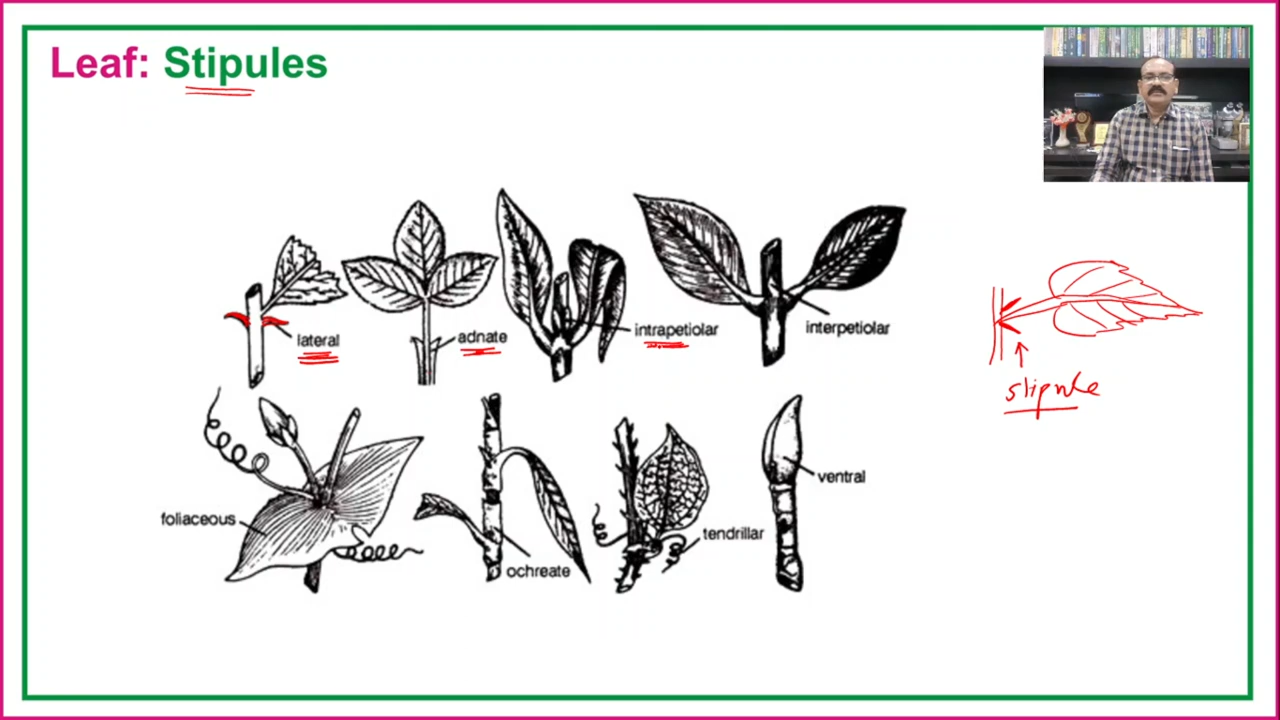 Leaf: Stipules
lateral
adnate
intrapetiolar
interpetiolar
stipule
foliaceous
ochreate
tendrillar
ventral